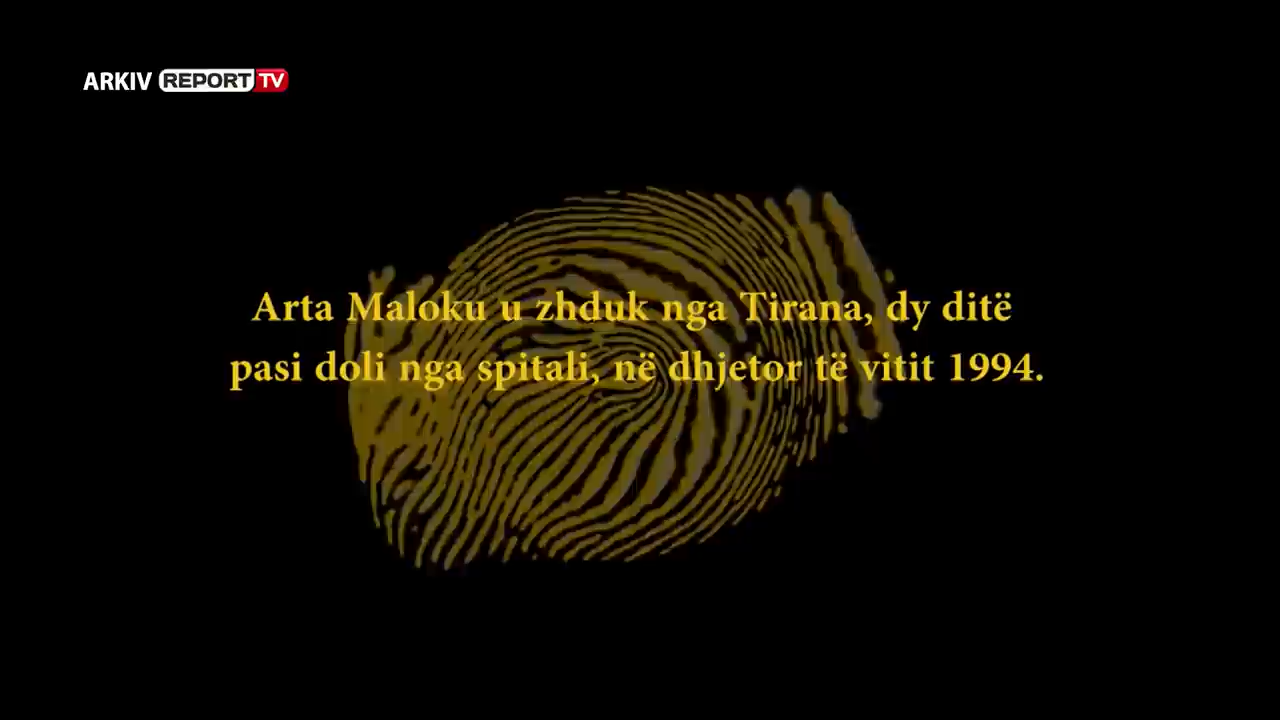 ARKIV REPORT TV
Arta Maloku u zhduk nga Tirana, dy ditë
pasi doli nga spitali, në dhjetor të vitit 1994.